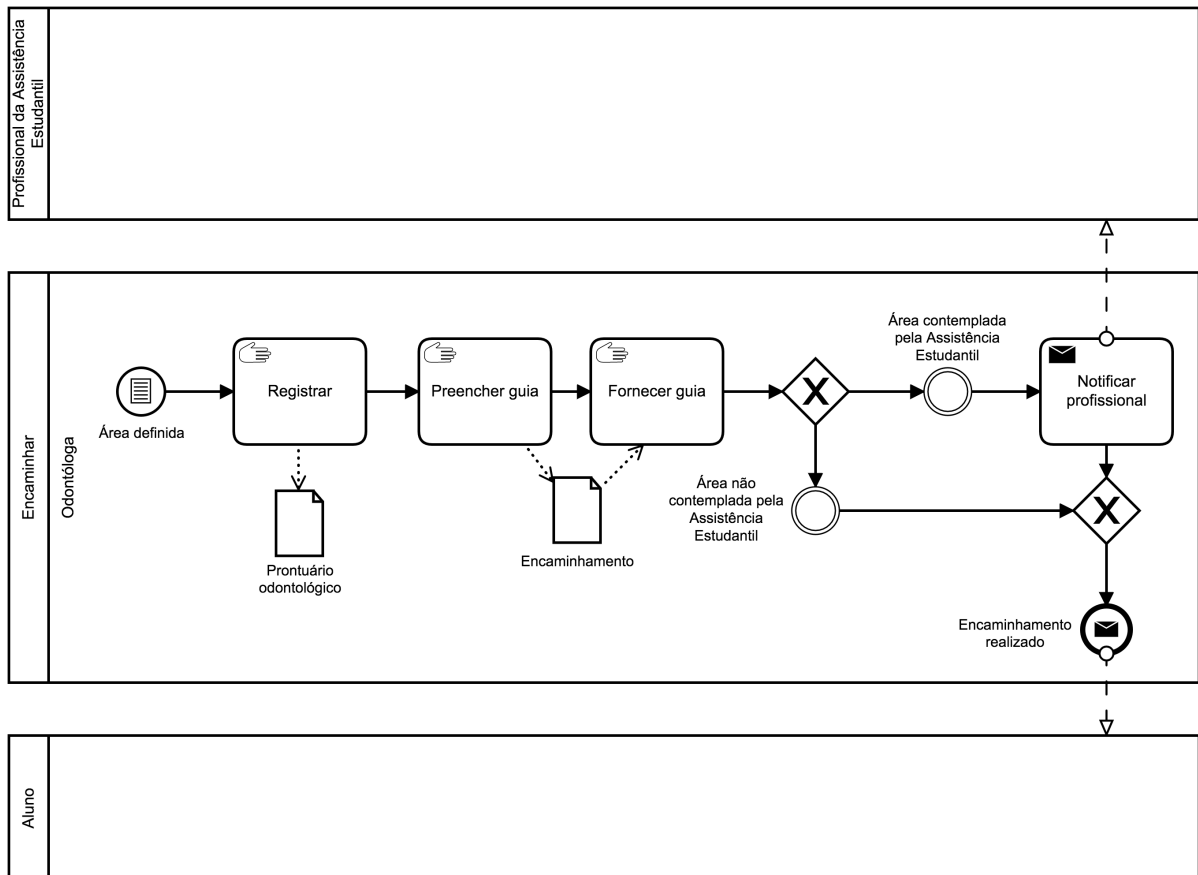 Profissional da Assistência
Estudantil
Encaminhar
Odontóloga
Área definida
Registrar
Prontuário
odontológico
Preencher guia
Encaminhamento
Fornecer guia
Área contemplada
pela Assistência
Estudantil
Área não
contemplada pela
Assistência
Estudantil
Notificar
profissional
Encaminhamento
realizado
Aluno